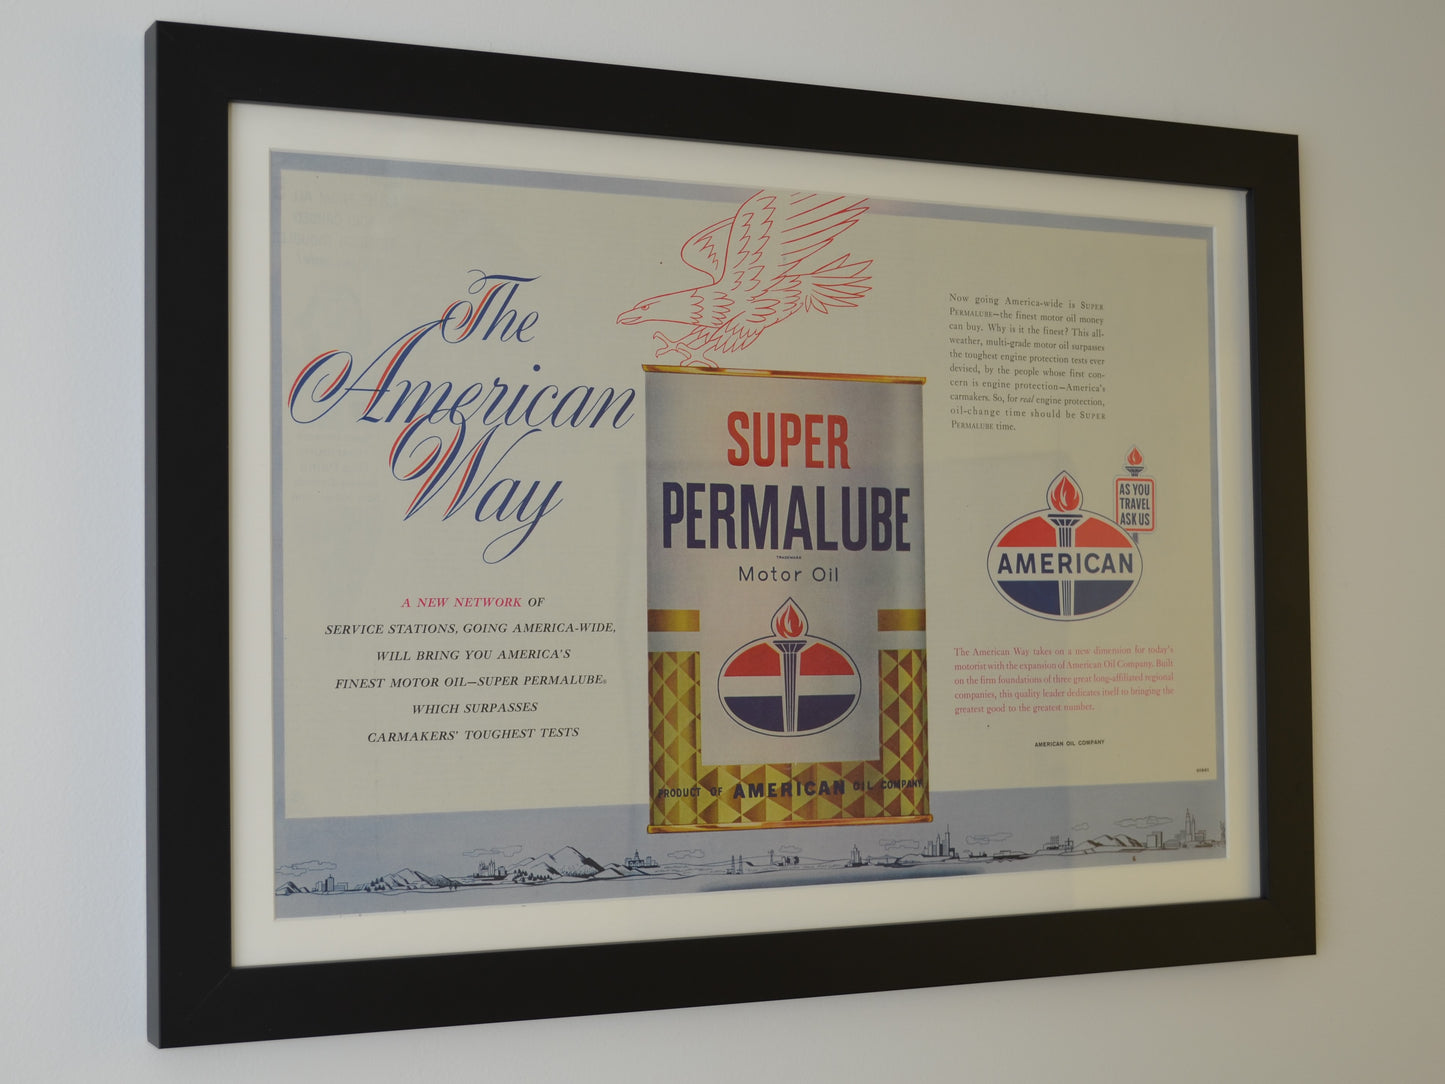 The
American
Way
A NEW NETWORK OF
SERVICE STATIONS, GOING AMERICA-WIDE,
WILL BRING YOU AMERICA'S
FINEST MOTOR OIL—SUPER PERMALUBE®
WHICH SURPASSES
CARMAKERS' TOUGHEST TESTS
SUPER
PERMALUBE
TRADEMARK
Motor Oil
PRODUCT OF AMERICAN OIL COMPANY
Now going America-wide is SUPER
PERMALUBE—the finest motor oil money
can buy. Why is it the finest? This all-
weather, multi-grade motor oil surpasses
the toughest engine protection tests ever
devised, by the people whose first con-
cern is engine protection—America's
carmakers. So, for real engine protection,
oil-change time should be SUPER
PERMALUBE time.
AS YOU
TRAVEL
ASK US
AMERICAN
The American Way takes on a new dimension for today's
motorist with the expansion of American Oil Company. Built
on the firm foundations of three great long-affiliated regional
companies, this quality leader dedicates itself to bringing the
greatest good to the greatest number.
AMERICAN OIL COMPANY